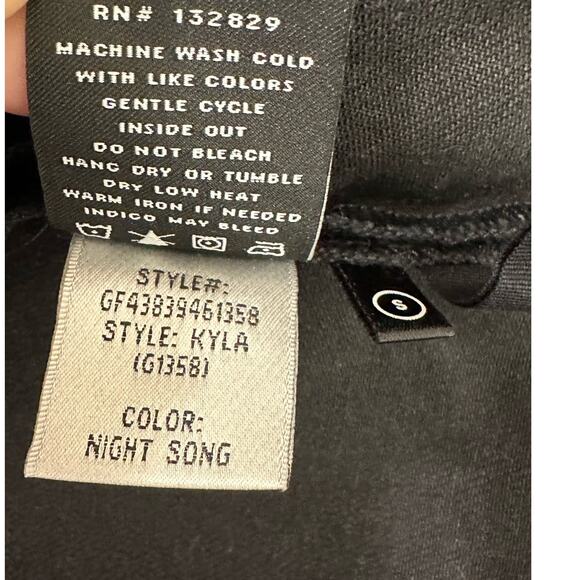 RN# 132829
MACHINE WASH COLD
WITH LIKE COLORS
GENTLE CYCLE
INSIDE OUT
DO NOT BLEACH
HANG DRY OR TUMBLE
DRY LOW HEAT
WARM IRON IF NEEDED
INDIGO MAY BLEED
STYLE#:
GF43839461358
STYLE: KYLA
(G1358)
COLOR:
NIGHT SONG
S